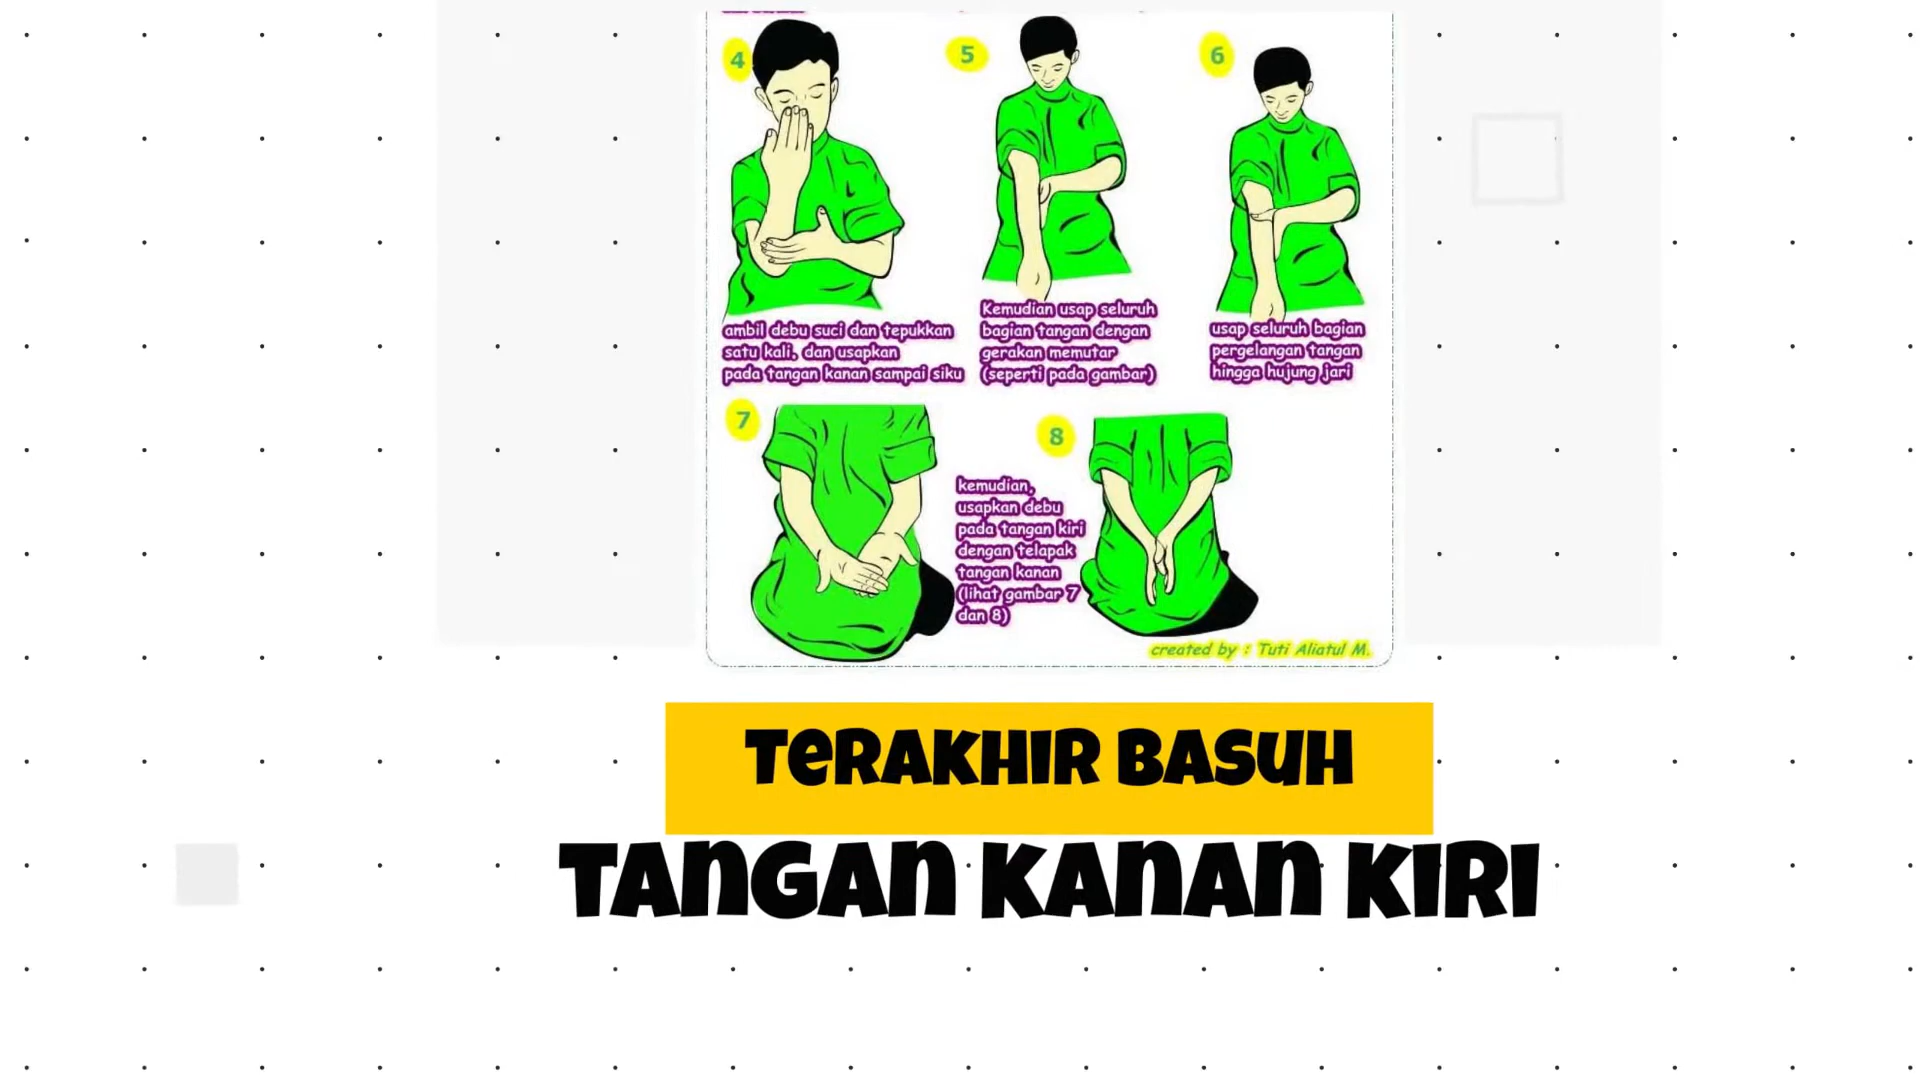 4
ambil debu suci dan tepukkan
satu kali, dan usapkan
pada tangan kanan sampai siku
5
Kemudian usap seluruh
bagian tangan dengan
gerakan memutar
(seperti pada gambar)
6
usap seluruh bagian
pergelangan tangan
hingga hujung jari
7
kemudian,
usapkan debu
pada tangan kiri
dengan telapak
tangan kanan
(lihat gambar 7
dan 8)
8
created by : Tuti Aliatul M.
TERAKHIR BASUH
TANGAN KANAN KIRI